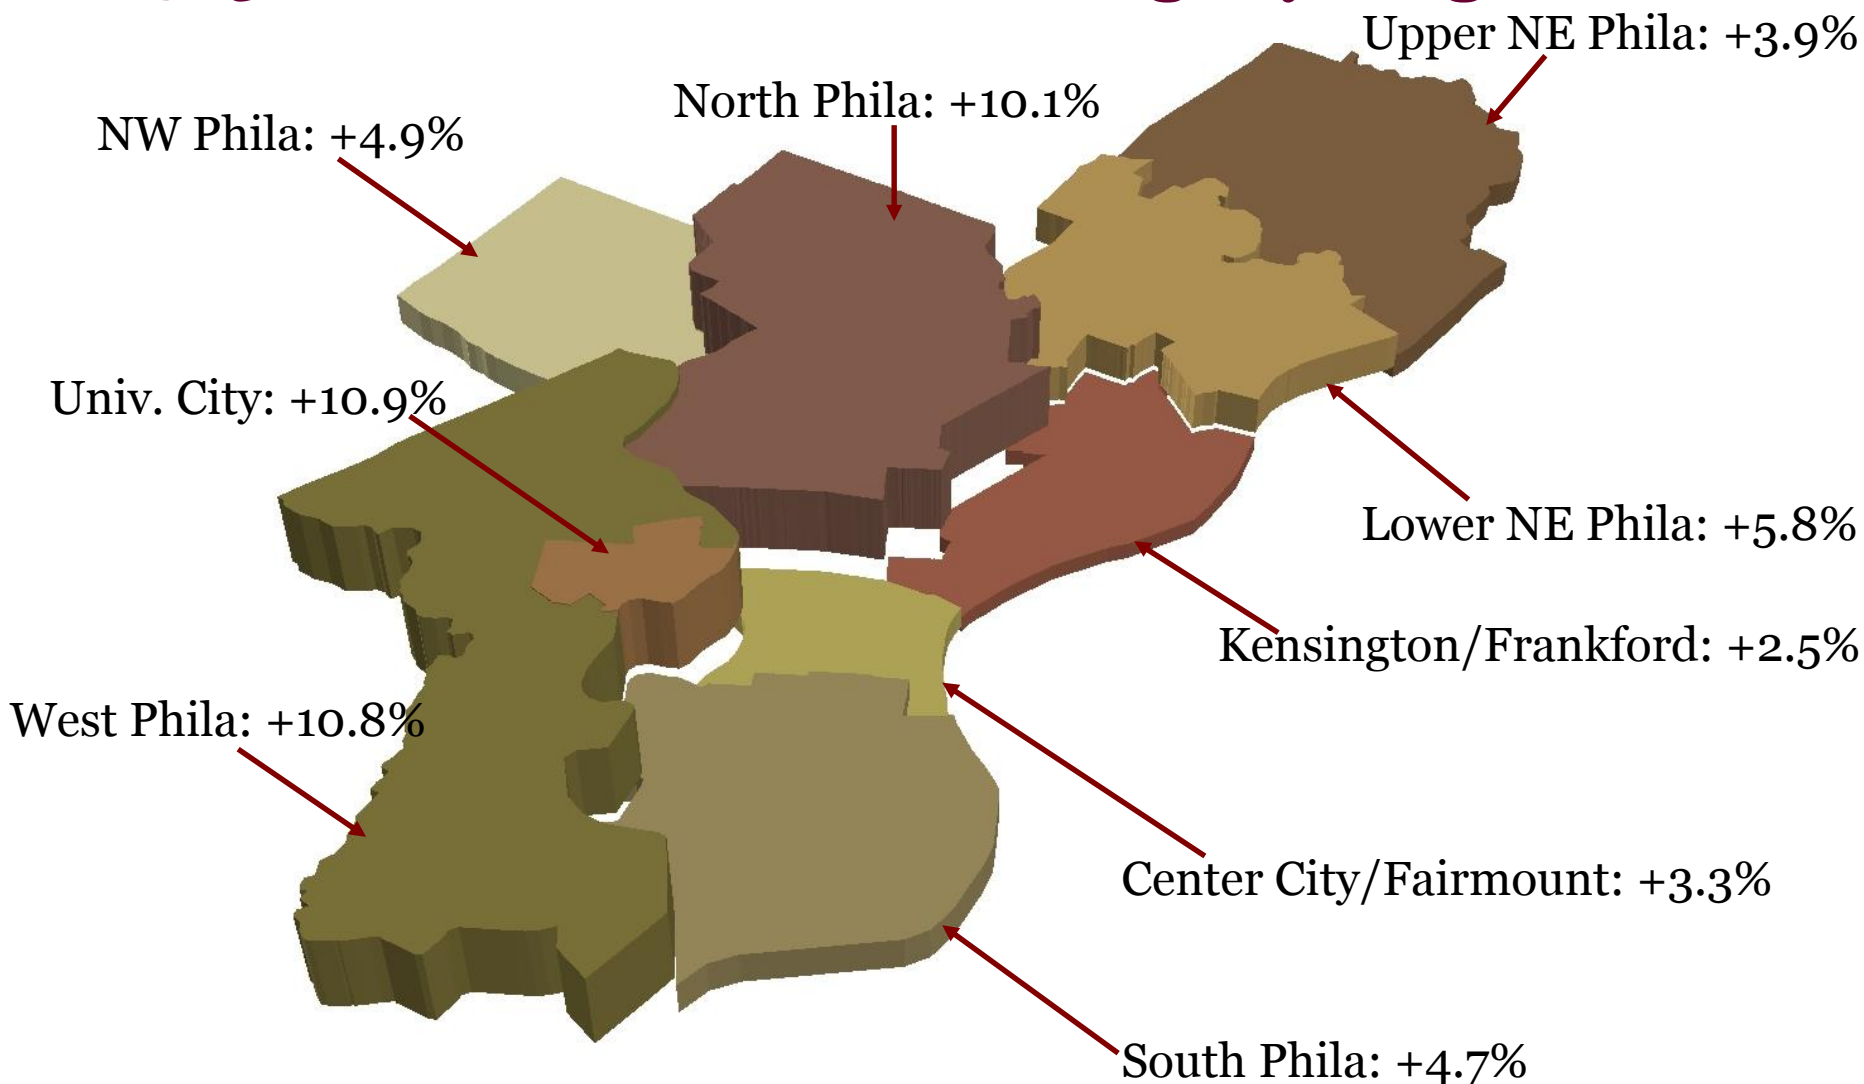 Upper NE Phila: +3.9%
North Phila: +10.1%
NW Phila: +4.9%
Univ. City: +10.9%
Lower NE Phila: +5.8%
Kensington/Frankford: +2.5%
West Phila: +10.8%
Center City/Fairmount: +3.3%
South Phila: +4.7%